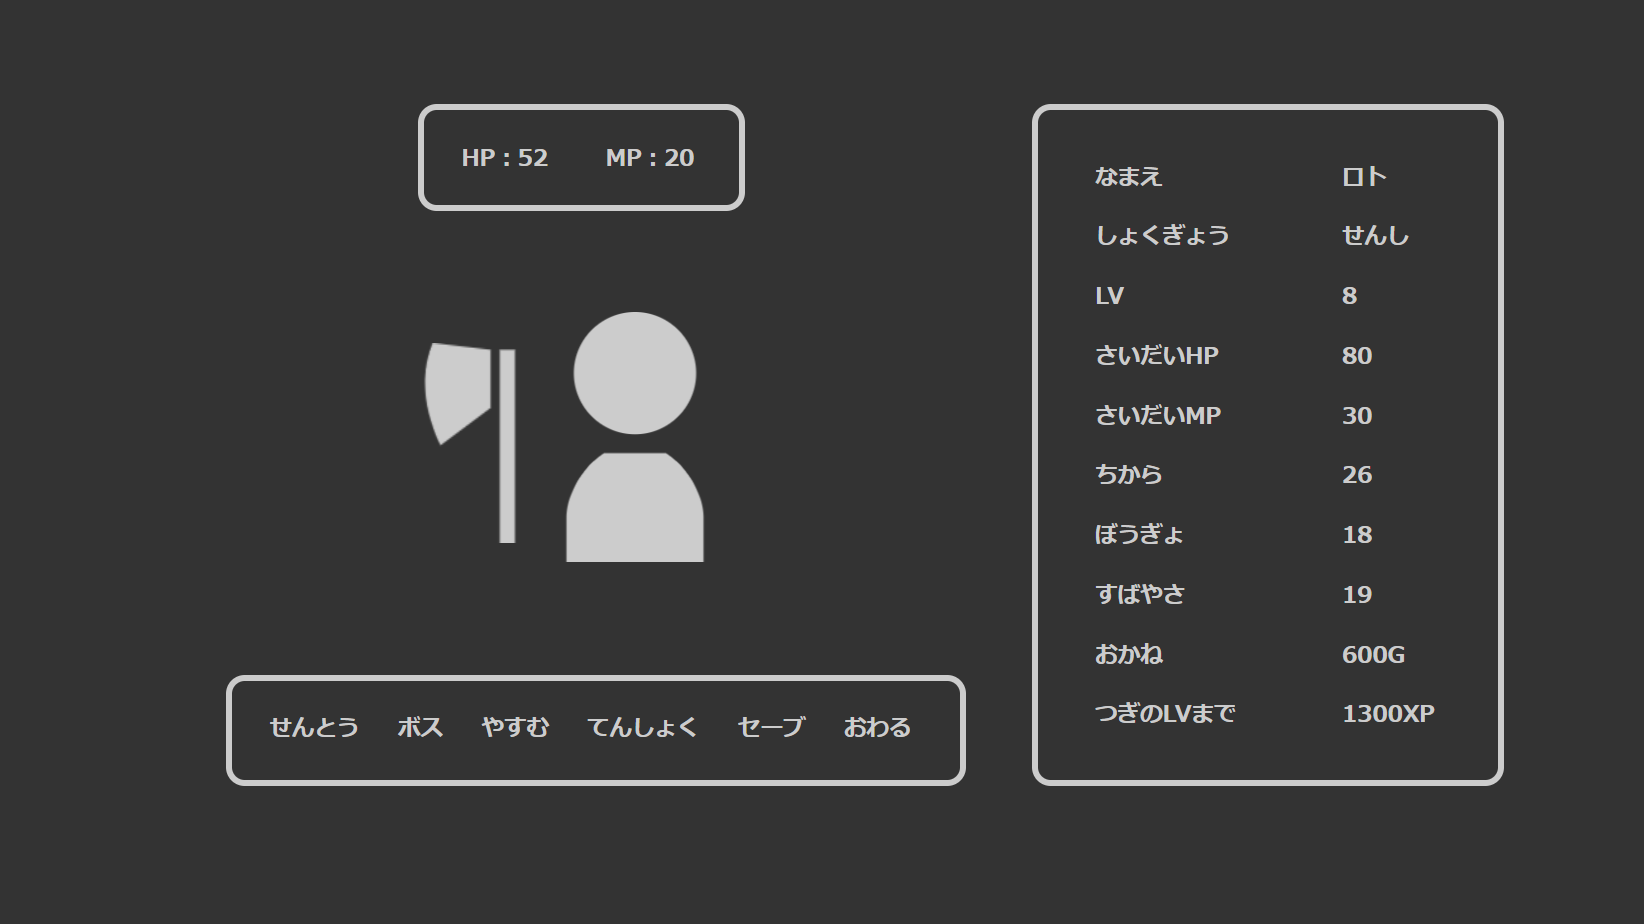 HP : 52 MP : 20
なまえ ロト
しょくぎょう せんし
LV 8
さいだいHP 80
さいだいMP 30
ちから 26
ぼうぎょ 18
すばやさ 19
おかね 600G
つぎのLVまで 1300XP
せんとう ボス やすむ てんしょく セーブ おわる